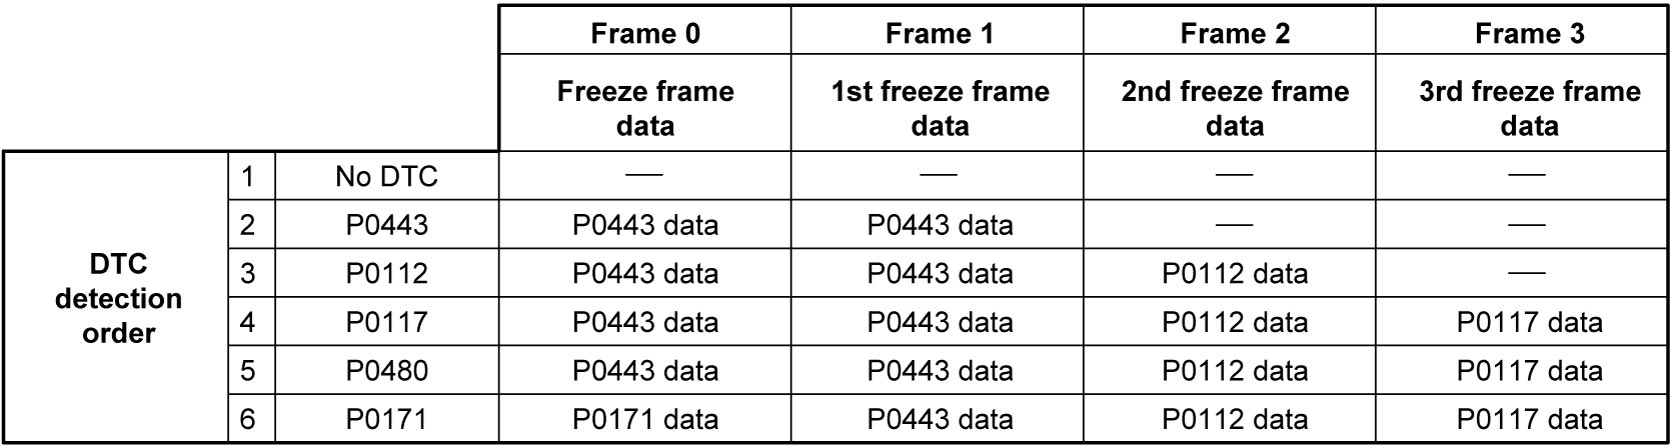 Frame 0 Frame 1 Frame 2 Frame 3
Freeze frame data 1st freeze frame data 2nd freeze frame data 3rd freeze frame data
DTC detection order
1 No DTC — — — —
2 P0443 P0443 data P0443 data — —
3 P0112 P0443 data P0443 data P0112 data —
4 P0117 P0443 data P0443 data P0112 data P0117 data
5 P0480 P0443 data P0443 data P0112 data P0117 data
6 P0171 P0171 data P0443 data P0112 data P0117 data